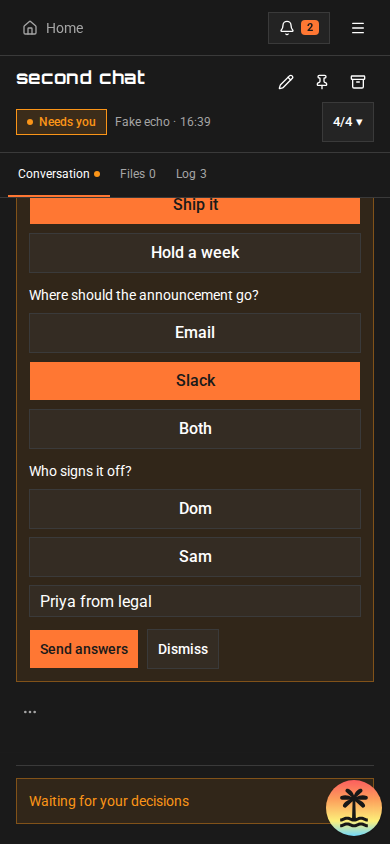 Home
2
second chat
Needs you
Fake echo · 16:39
4/4 ▾
Conversation
Files 0
Log 3
Ship it
Hold a week
Where should the announcement go?
Email
Slack
Both
Who signs it off?
Dom
Sam
Priya from legal
Send answers
Dismiss
...
Waiting for your decisions